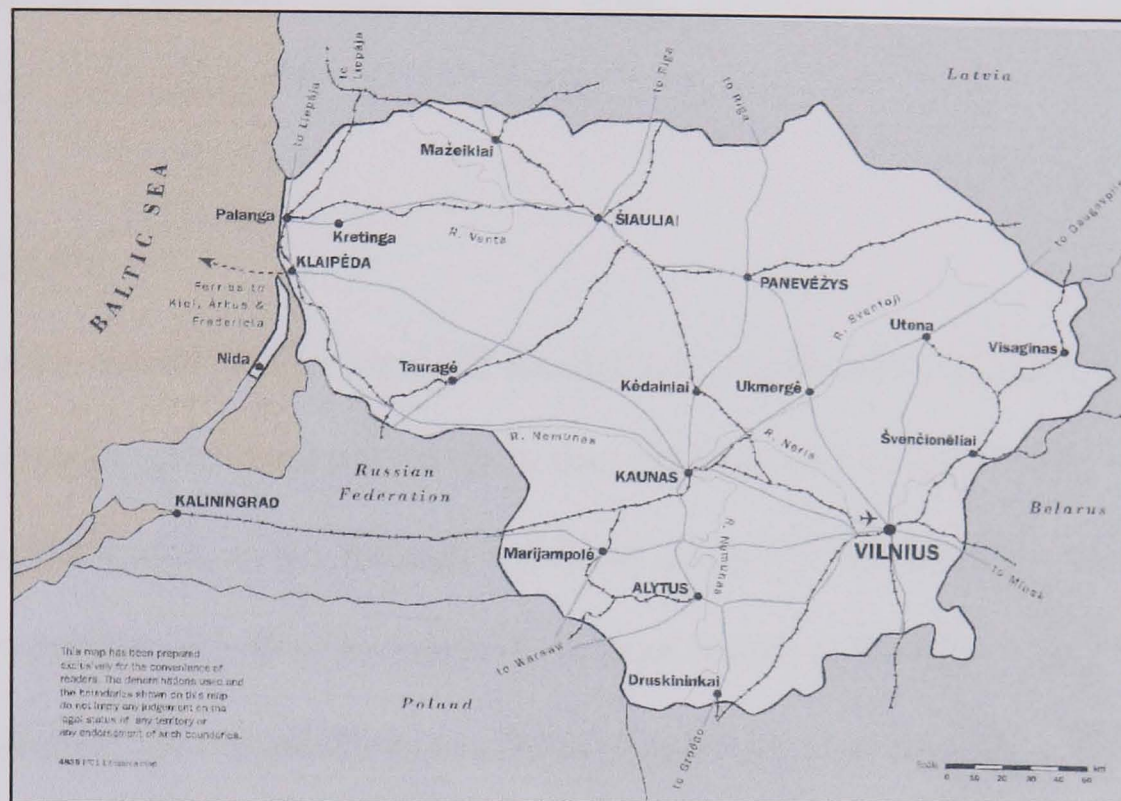 Latvia
to Liepāja
to Liepāja
to Riga
to Riga
Mažeikiai
BALTIC SEA
Palanga
Kretinga
R. Venta
ŠIAULIAI
to Daugavpils
KLAIPĖDA
PANEVĖŽYS
Ferries to
Kiel, Århus &
Fredericia
R. Šventoji
Utena
Visaginas
Nida
Tauragė
Kėdainiai
Ukmergė
R. Nemunas
R. Neris
Švenčionėliai
Russian
Federation
KAUNAS
KALININGRAD
Belarus
VILNIUS
Marijampolė
R. Nemunas
to Minsk
ALYTUS
to Warsaw
Druskininkai
Poland
to Grodno
This map has been prepared
exclusively for the convenience of
readers. The denominations used and
the boundaries shown on this map
do not imply any judgement on the
legal status of any territory or
any endorsement of such boundaries.
Scale
0 10 20 30 40 50 km